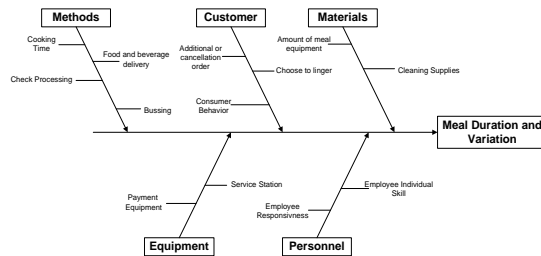 Methods
Customer
Materials
Cooking
Time
Food and beverage
delivery
Check Processing
Bussing
Additional or
cancellation
order
Choose to linger
Consumer
Behavior
Amount of meal
equipment
Cleaning Supplies
Meal Duration and
Variation
Service Station
Payment
Equipment
Employee Individual
Skill
Employee
Responsivness
Equipment
Personnel